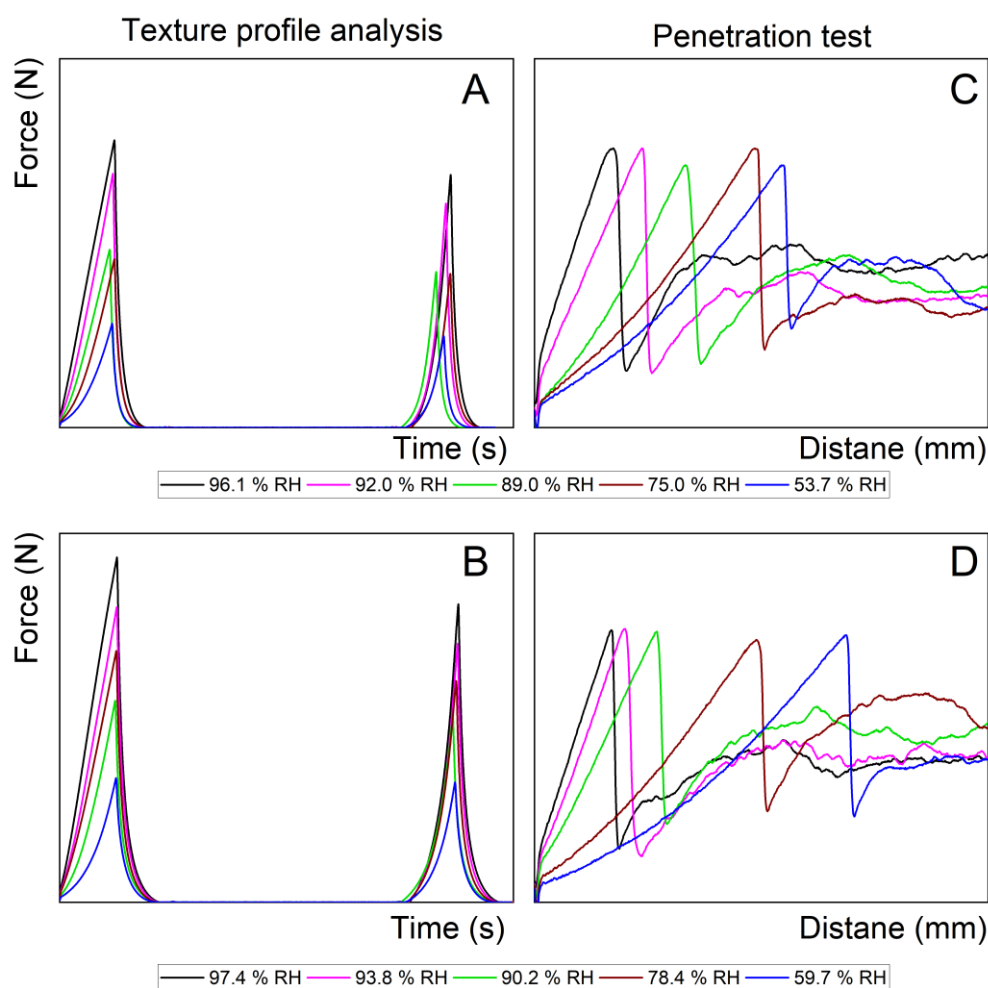 Texture profile analysis
Penetration test
Force (N)
A
C
Time (s)
Distane (mm)
96.1 % RH 92.0 % RH 89.0 % RH 75.0 % RH 53.7 % RH
Force (N)
B
D
Time (s)
Distane (mm)
97.4 % RH 93.8 % RH 90.2 % RH 78.4 % RH 59.7 % RH